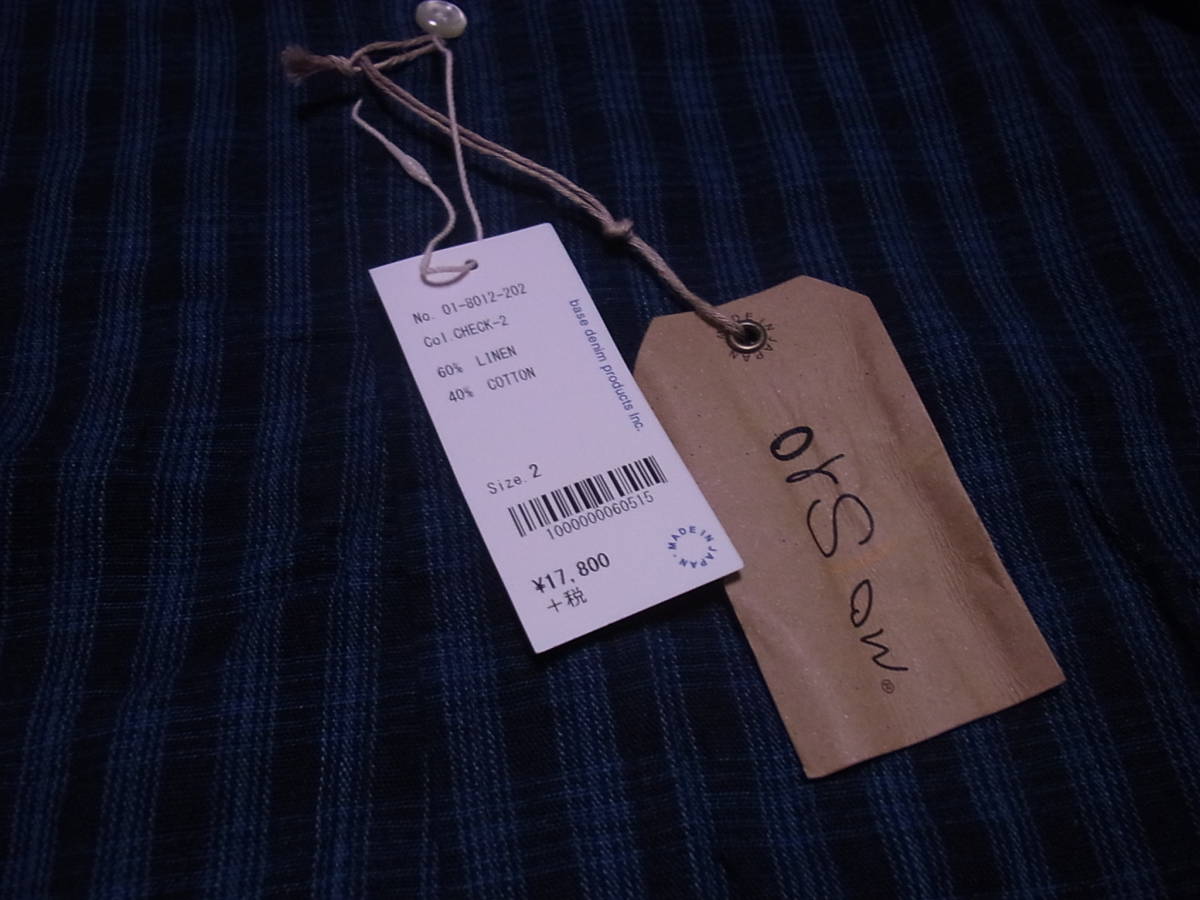 No. 01-8012-202
Col.CHECK-2
60% LINEN
40% COTTON
base denim products inc.
Size.2
1000000060515
¥17,800
+税
MADE IN JAPAN
MADE IN JAPAN
orSlow®